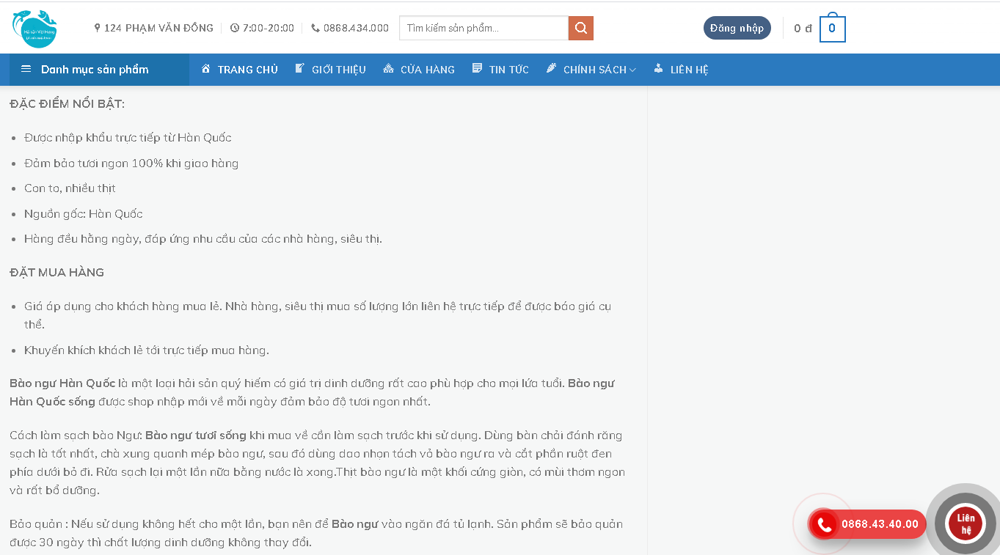 Hải sản Việt Hùng
124 PHẠM VĂN ĐỒNG
7:00-20:00
0868.434.000
Tìm kiếm sản phẩm...
Đăng nhập
0 đ
0
Danh mục sản phẩm
TRANG CHỦ
GIỚI THIỆU
CỬA HÀNG
TIN TỨC
CHÍNH SÁCH
LIÊN HỆ
ĐẶC ĐIỂM NỔI BẬT:
Được nhập khẩu trực tiếp từ Hàn Quốc
Đảm bảo tươi ngon 100% khi giao hàng
Con to, nhiều thịt
Nguồn gốc: Hàn Quốc
Hàng đều hằng ngày, đáp ứng nhu cầu của các nhà hàng, siêu thị.
ĐẶT MUA HÀNG
Giá áp dụng cho khách hàng mua lẻ. Nhà hàng, siêu thị mua số lượng lớn liên hệ trực tiếp để được báo giá cụ
thể.
Khuyến khích khách lẻ tới trực tiếp mua hàng.
Bào ngư Hàn Quốc là một loại hải sản quý hiếm có giá trị dinh dưỡng rất cao phù hợp cho mọi lứa tuổi. Bào ngư
Hàn Quốc sống được shop nhập mới về mỗi ngày đảm bảo độ tươi ngon nhất.
Cách làm sạch bào Ngư: Bào ngư tươi sống khi mua về cần làm sạch trước khi sử dụng. Dùng bàn chải đánh răng
sạch là tốt nhất, chà xung quanh mép bào ngư, sau đó dùng dao nhọn tách vỏ bào ngư ra và cắt phần ruột đen
phía dưới bỏ đi. Rửa sạch lại một lần nữa bằng nước là xong.Thịt bào ngư là một khối cứng giòn, có mùi thơm ngon
và rất bổ dưỡng.
Bảo quản : Nếu sử dụng không hết cho một lần, bạn nên để Bào ngư vào ngăn đá tủ lạnh. Sản phẩm sẽ bảo quản
được 30 ngày thì chất lượng dinh dưỡng không thay đổi.
0868.43.40.00
Liên
hệ